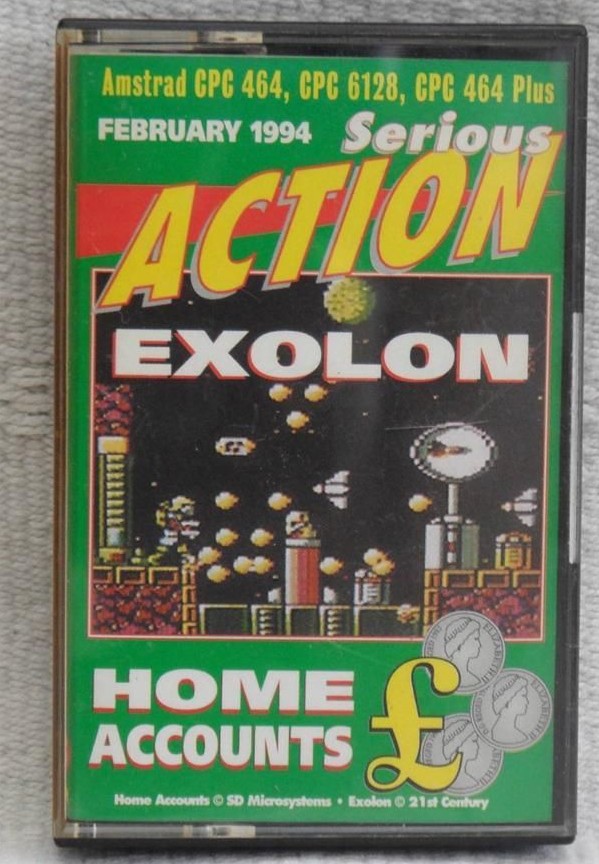 Amstrad CPC 464, CPC 6128, CPC 464 Plus
FEBRUARY 1994
Serious
ACTION
EXOLON
HOME
ACCOUNTS
£
Home Accounts © SD Microsystems • Exolon © 21st Century